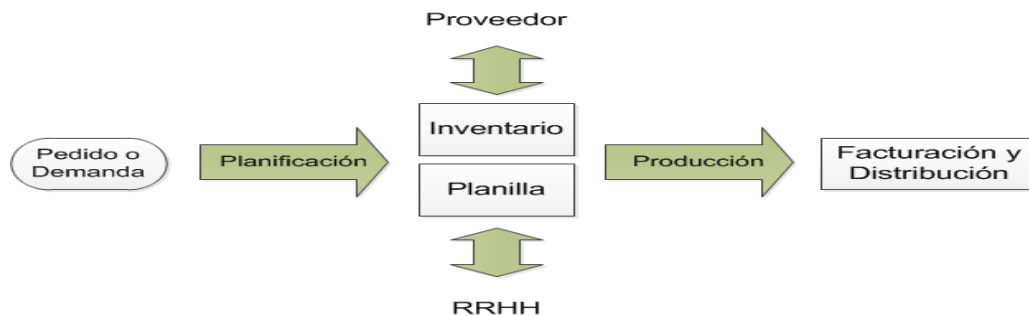 Proveedor
Inventario
Pedido o
Demanda
Planificación
Planilla
Producción
Facturación y
Distribución
RRHH